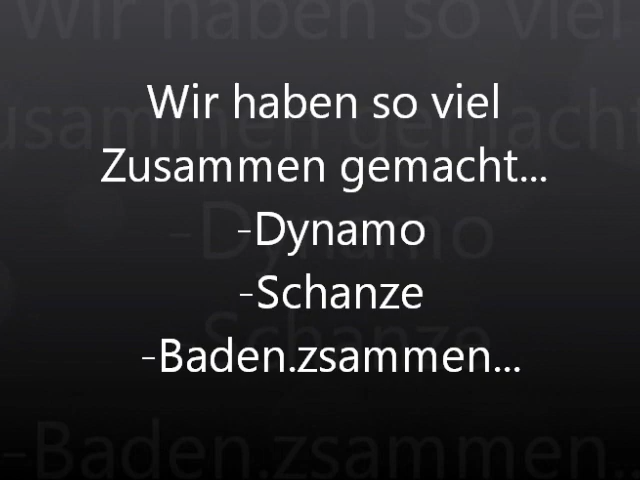 Wir haben so viel
Zusammen gemacht...
-Dynamo
-Schanze
-Baden.zsammen...